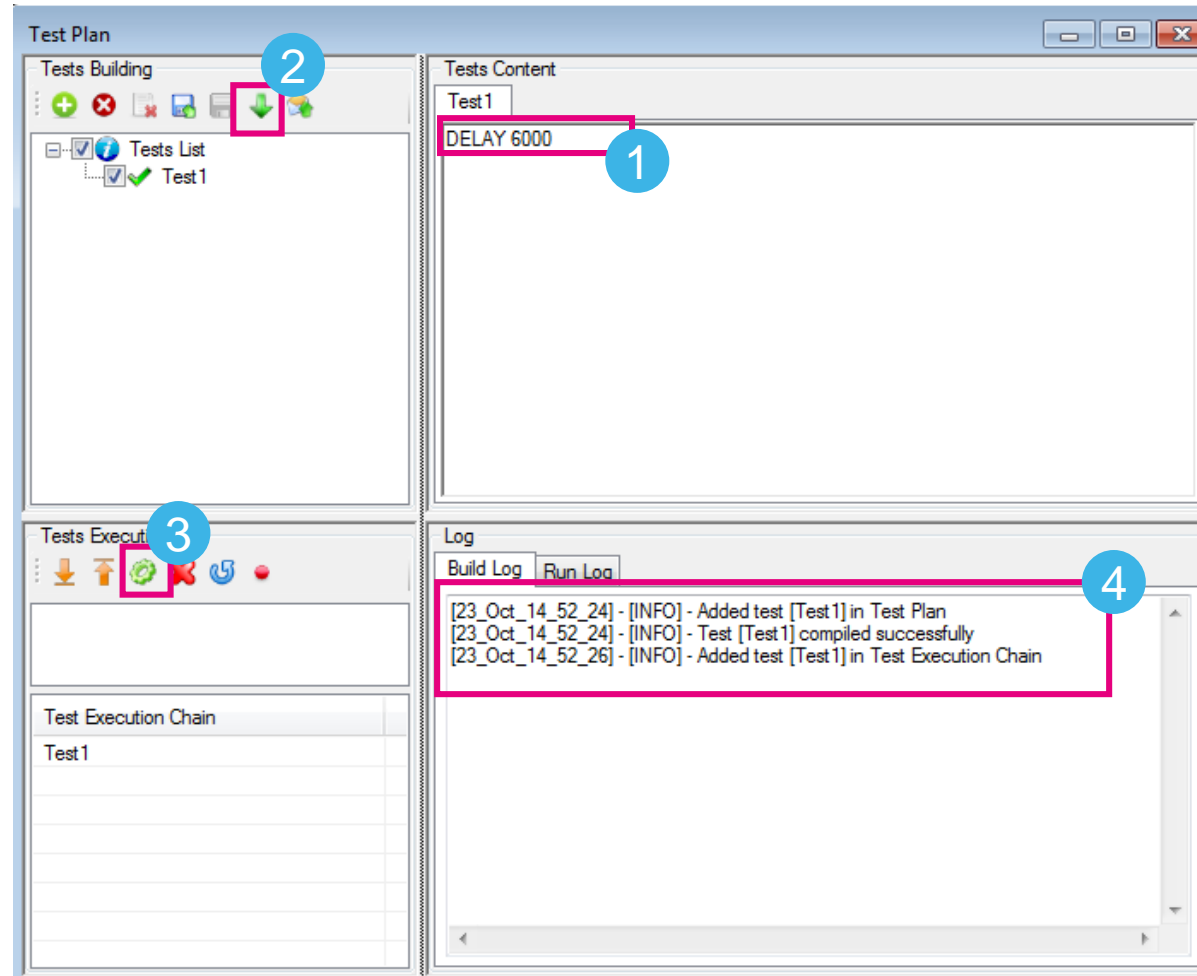 Test Plan
Tests Building
2
Tests List
Test1
Tests Content
Test1
DELAY 6000
1
Tests Executi
3
Test Execution Chain
Test1
Log
Build Log
Run Log
4
[23_Oct_14_52_24] - [INFO] - Added test [Test1] in Test Plan
[23_Oct_14_52_24] - [INFO] - Test [Test1] compiled successfully
[23_Oct_14_52_26] - [INFO] - Added test [Test1] in Test Execution Chain